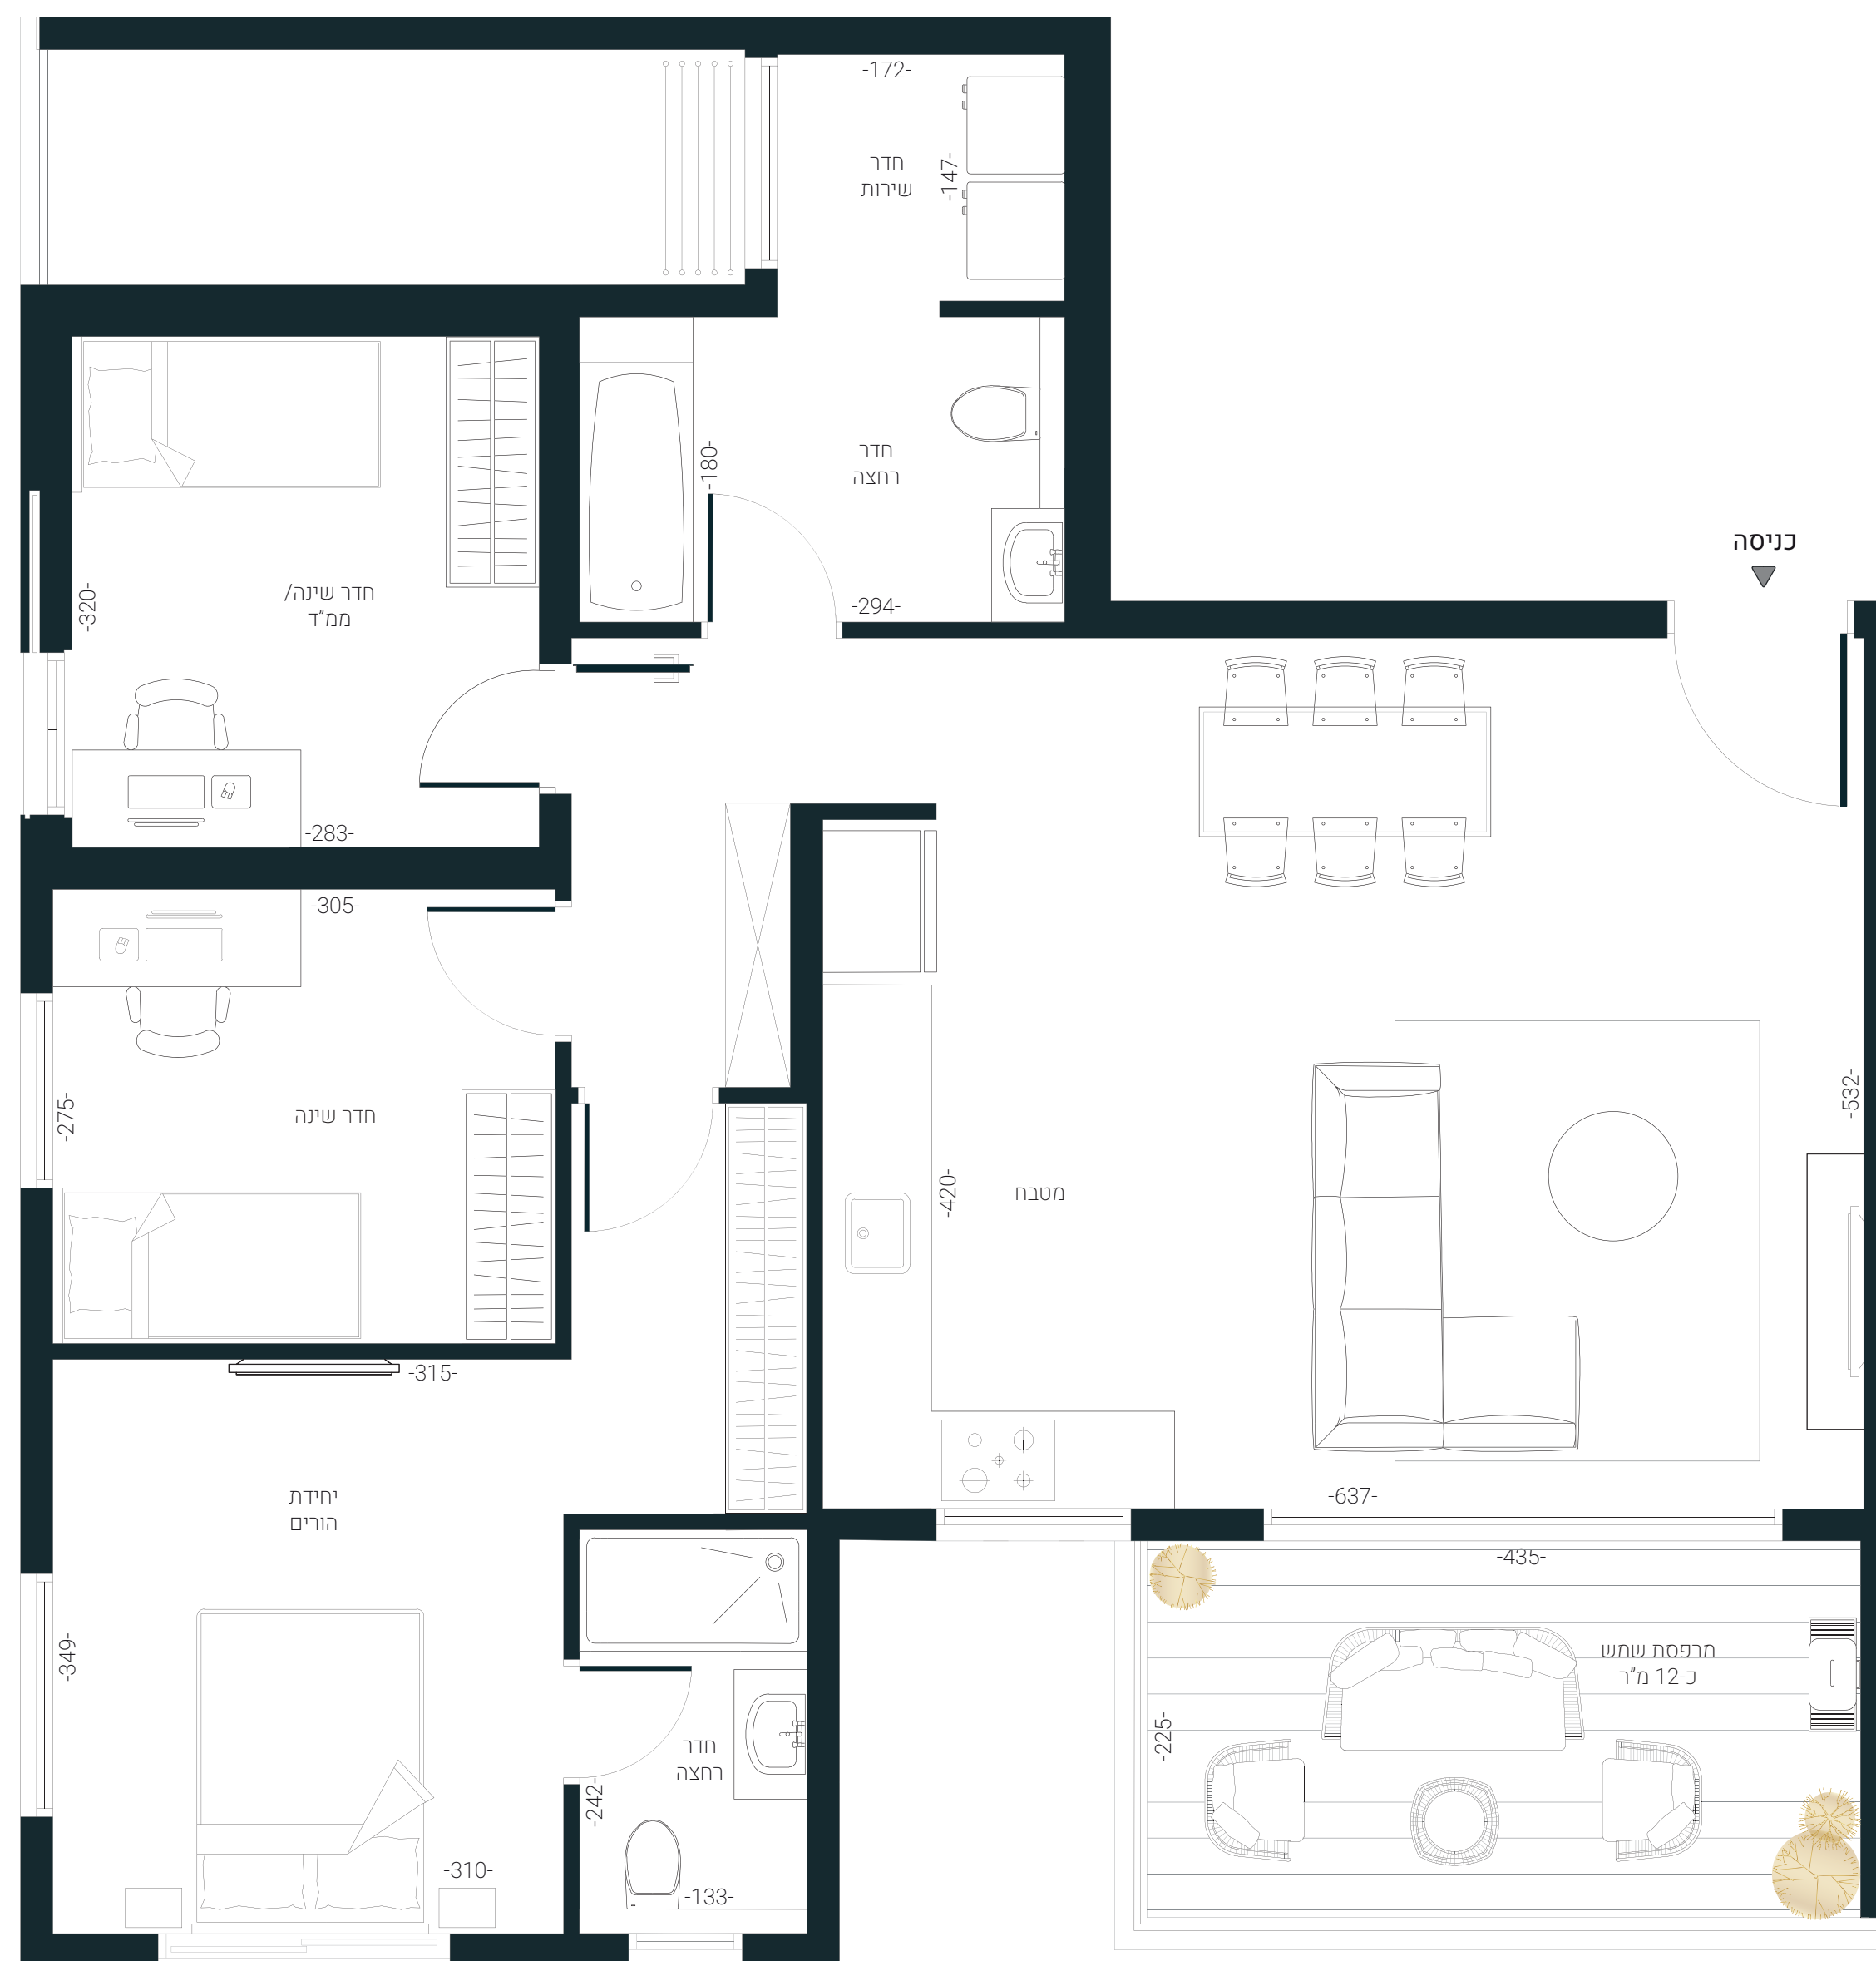 -172-
חדר
שירות
-147-
חדר
רחצה
-180-
-294-
כניסה
חדר שינה/
ממ"ד
-320-
-283-
-305-
חדר שינה
-275-
-315-
מטבח
-420-
-532-
-637-
יחידת
הורים
-349-
-310-
חדר
רחצה
-242-
-133-
-435-
מרפסת שמש
כ-12 מ"ר
-225-